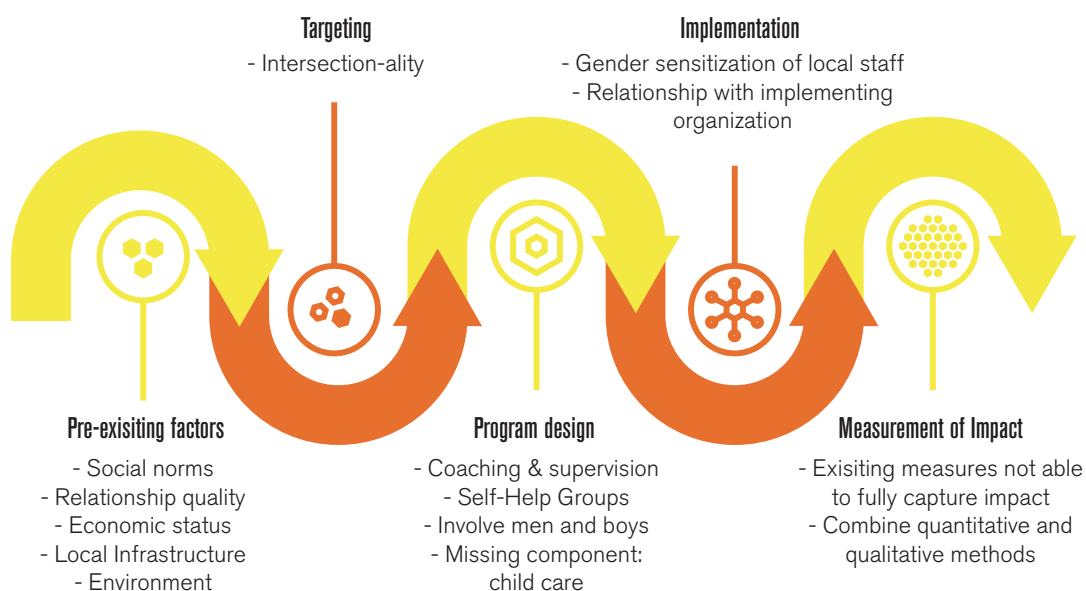 Targeting
- Intersection-ality
Implementation
- Gender sensitization of local staff
- Relationship with implementing
organization
Pre-exisiting factors
- Social norms
- Relationship quality
- Economic status
- Local Infrastructure
- Environment
Program design
- Coaching & supervision
- Self-Help Groups
- Involve men and boys
- Missing component:
child care
Measurement of Impact
- Exisiting measures not able
to fully capture impact
- Combine quantitative and
qualitative methods